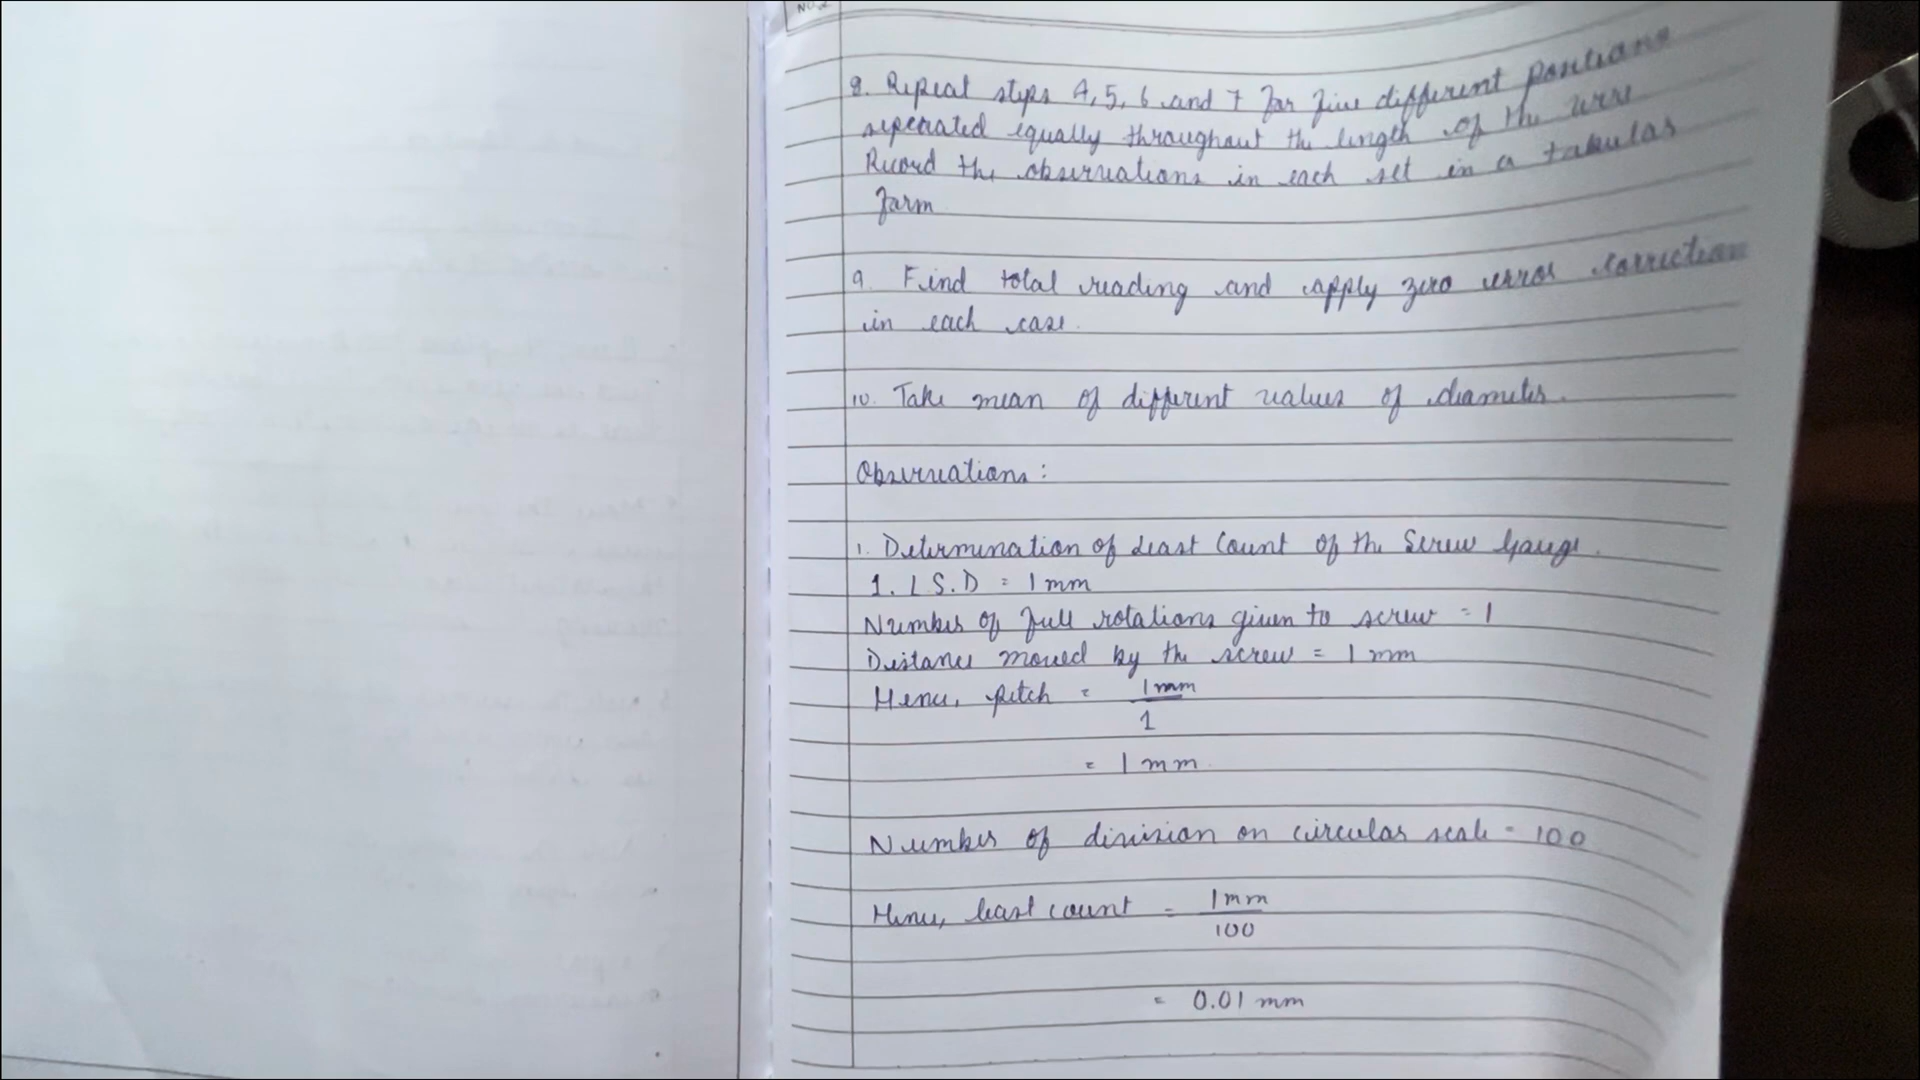 8. Repeat steps 4, 5, 6 and 7 for five different positions
seperated equally throughout the length of the wire
Record the observations in each set in a tabular
form
9. Find total reading and apply zero error correction
in each case.
10. Take mean of different values of diameter.
Observations:
1. Determination of Least Count of the Screw Gauge.
1. L.S.D = 1 mm
Number of full rotations given to screw = 1
Distance moved by the screw = 1 mm
Hence, pitch = 1mm
1
= 1 mm.
Number of division on circular scale = 100
Hence, least count = 1mm
100
= 0.01 mm